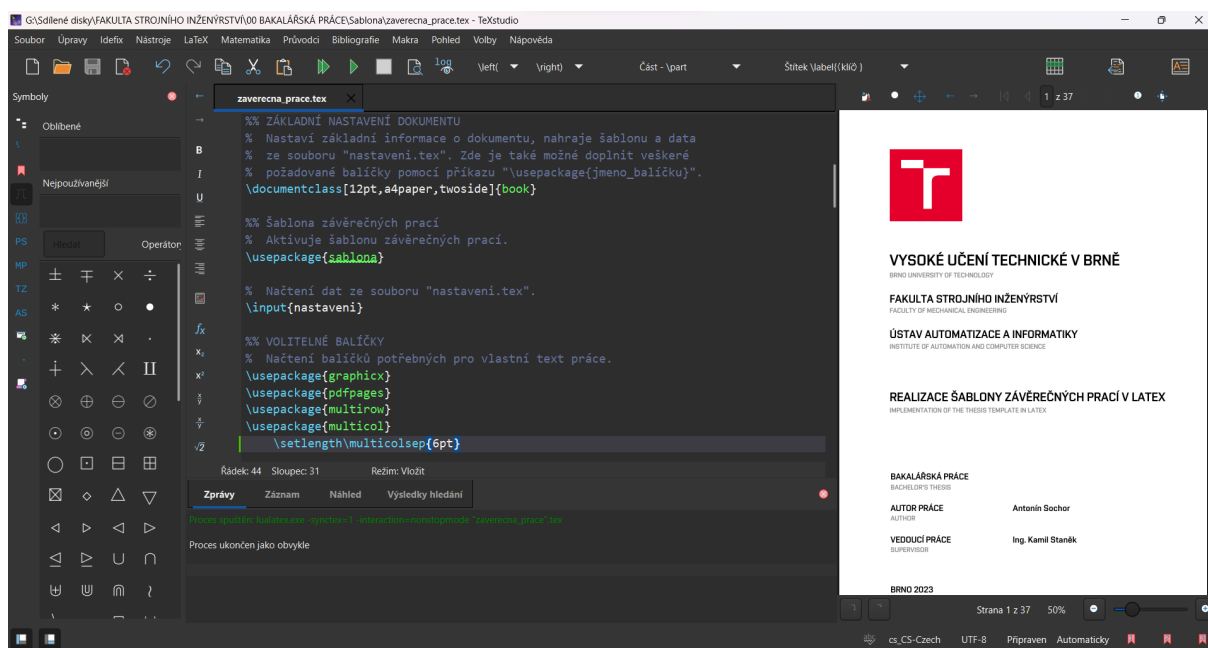 G:\Sdílené disky\FAKULTA STROJNÍHO INŽENÝRSTVÍ\00 BAKALÁŘSKÁ PRÁCE\Sablona\zaverecna_prace.tex - TeXstudio
Soubor Úpravy Idefix Nástroje LaTeX Matematika Průvodci Bibliografie Makra Pohled Volby Nápověda
log \left( \right) Část - \part Štítek \label{(klíč) }
Symboly
zaverecna_prace.tex
1 z 37
Oblíbené
Nejpoužívanější
Hledat Operátory
PS
MP
TZ
AS
B
I
U
%% ZÁKLADNÍ NASTAVENÍ DOKUMENTU
% Nastaví základní informace o dokumentu, nahraje šablonu a data
% ze souboru "nastaveni.tex". Zde je také možné doplnit veškeré
% požadované balíčky pomocí příkazu "\usepackage{jmeno_balíčku}".
\documentclass[12pt,a4paper,twoside]{book}
%% Šablona závěrečných prací
% Aktivuje šablonu závěrečných prací.
\usepackage{sablona}
% Načtení dat ze souboru "nastaveni.tex".
\input{nastaveni}
%% VOLITELNÉ BALÍČKY
% Načtení balíčků potřebných pro vlastní text práce.
\usepackage{graphicx}
\usepackage{pdfpages}
\usepackage{multirow}
\usepackage{multicol}
\setlength\multicolsep{6pt}
Řádek: 44 Sloupec: 31 Režim: Vložit
Zprávy Záznam Náhled Výsledky hledání
Proces spuštěn: lualatex.exe -synctex=1 -interaction=nonstopmode "zaverecna_prace".tex
Proces ukončen jako obvykle
VYSOKÉ UČENÍ TECHNICKÉ V BRNĚ
BRNO UNIVERSITY OF TECHNOLOGY
FAKULTA STROJNÍHO INŽENÝRSTVÍ
FACULTY OF MECHANICAL ENGINEERING
ÚSTAV AUTOMATIZACE A INFORMATIKY
INSTITUTE OF AUTOMATION AND COMPUTER SCIENCE
REALIZACE ŠABLONY ZÁVĚREČNÝCH PRACÍ V LATEX
IMPLEMENTATION OF THE THESIS TEMPLATE IN LATEX
BAKALÁŘSKÁ PRÁCE
BACHELOR'S THESIS
AUTOR PRÁCE Antonín Sochor
AUTHOR
VEDOUCÍ PRÁCE Ing. Kamil Staněk
SUPERVISOR
BRNO 2023
Strana 1 z 37 50%
cs_CS-Czech UTF-8 Připraven Automaticky